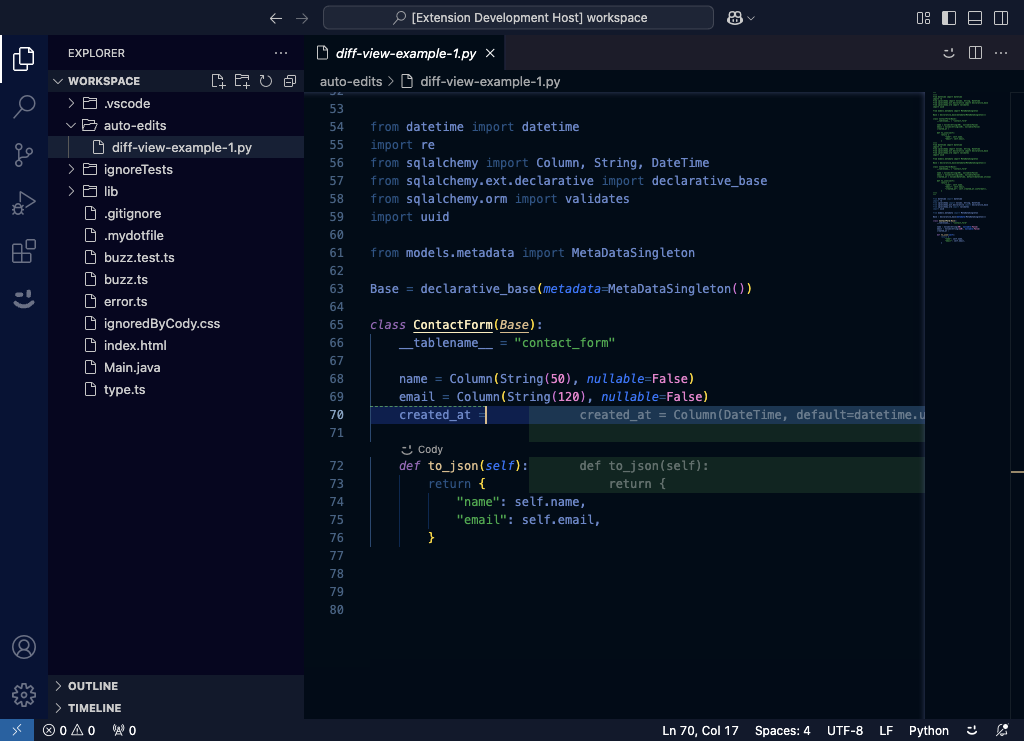 [Extension Development Host] workspace
EXPLORER
diff-view-example-1.py
WORKSPACE
auto-edits > diff-view-example-1.py
.vscode
auto-edits
diff-view-example-1.py
ignoreTests
lib
.gitignore
.mydotfile
buzz.test.ts
buzz.ts
error.ts
ignoredByCody.css
index.html
Main.java
type.ts
OUTLINE
TIMELINE
52
53
54 from datetime import datetime
55 import re
56 from sqlalchemy import Column, String, DateTime
57 from sqlalchemy.ext.declarative import declarative_base
58 from sqlalchemy.orm import validates
59 import uuid
60
61 from models.metadata import MetaDataSingleton
62
63 Base = declarative_base(metadata=MetaDataSingleton())
64
65 class ContactForm(Base):
66 __tablename__ = "contact_form"
67
68 name = Column(String(50), nullable=False)
69 email = Column(String(120), nullable=False)
70 created_at = created_at = Column(DateTime, default=datetime.u
71
Cody
72 def to_json(self): def to_json(self):
73 return { return {
74 "name": self.name,
75 "email": self.email,
76 }
77
78
79
80
0 0 0 Ln 70, Col 17 Spaces: 4 UTF-8 LF Python